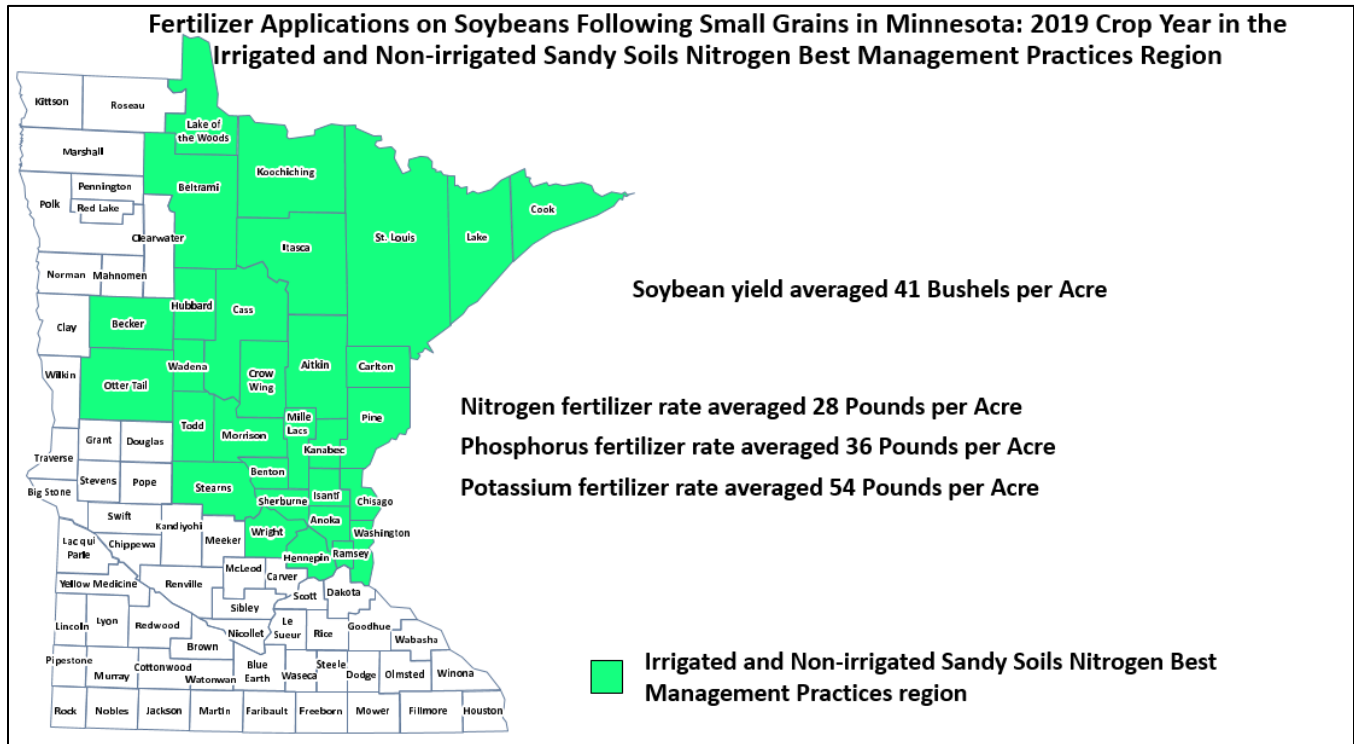 Fertilizer Applications on Soybeans Following Small Grains in Minnesota: 2019 Crop Year in the
Irrigated and Non-irrigated Sandy Soils Nitrogen Best Management Practices Region
Kittson
Roseau
Lake of
the Woods
Marshall
Koochiching
Beltrami
Pennington
Polk
Red Lake
Cook
Clearwater
St. Louis
Lake
Itasca
Norman
Mahnomen
Soybean yield averaged 41 Bushels per Acre
Hubbard
Cass
Clay
Becker
Wadena
Aitkin
Carlton
Wilkin
Crow
Wing
Otter Tail
Nitrogen fertilizer rate averaged 28 Pounds per Acre
Mille
Lacs
Pine
Todd
Morrison
Grant
Douglas
Phosphorus fertilizer rate averaged 36 Pounds per Acre
Kanabec
Traverse
Benton
Stevens
Pope
Stearns
Potassium fertilizer rate averaged 54 Pounds per Acre
Big Stone
Sherburne
Isanti
Chisago
Swift
Anoka
Kandiyohi
Wright
Washington
Lac qui
Parle
Chippewa
Meeker
Hennepin
Ramsey
McLeod
Carver
Yellow Medicine
Renville
Scott
Dakota
Sibley
Lincoln
Lyon
Redwood
Nicollet
Le
Sueur
Rice
Goodhue
Wabasha
Brown
Pipestone
Murray
Cottonwood
Watonwan
Blue
Earth
Waseca
Steele
Dodge
Olmsted
Winona
Irrigated and Non-irrigated Sandy Soils Nitrogen Best
Management Practices region
Rock
Nobles
Jackson
Martin
Faribault
Freeborn
Mower
Fillmore
Houston